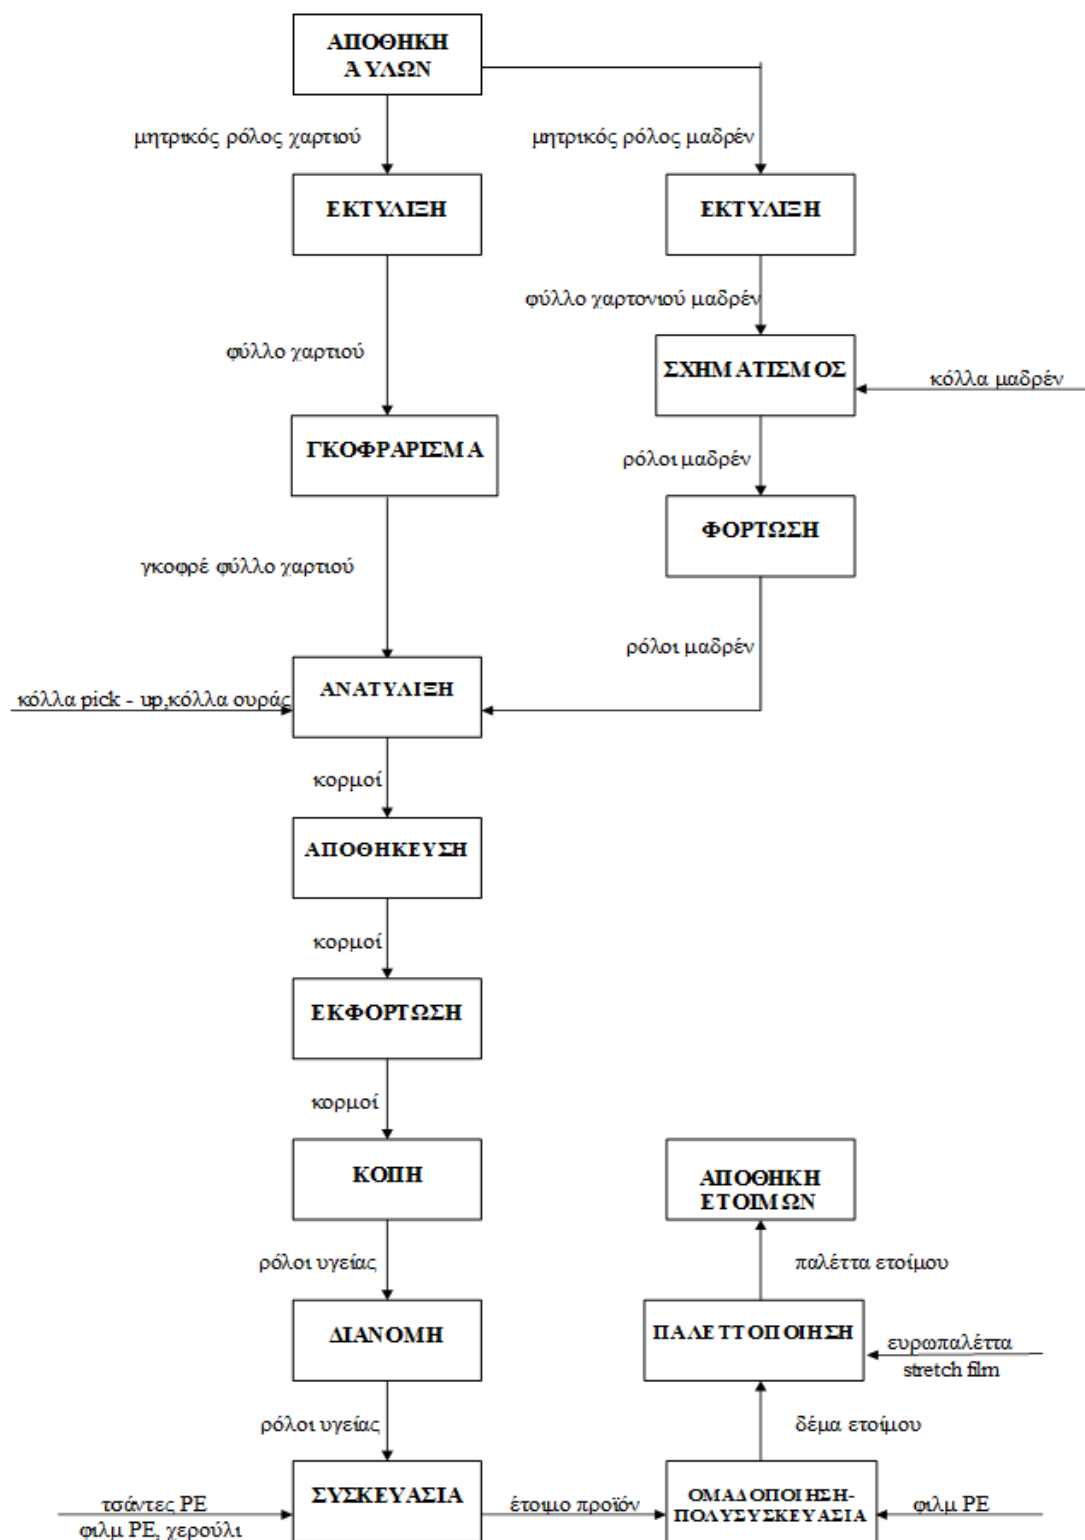 ΑΠΟΘΗΚΗ
Ά ΥΛΩΝ
μητρικός ρόλος χαρτιού
μητρικός ρόλος μαδρέν
ΕΚΤΥΛΙΞΗ
ΕΚΤΥΛΙΞΗ
φύλλο χαρτονιού μαδρέν
φύλλο χαρτιού
ΣΧΗΜΑΤΙΣΜΟΣ
κόλλα μαδρέν
ΓΚΟΦΡΑΡΙΣΜΑ
ρόλοι μαδρέν
ΦΟΡΤΩΣΗ
γκοφρέ φύλλο χαρτιού
ρόλοι μαδρέν
ΑΝΑΤΥΛΙΞΗ
κόλλα pick - up,κόλλα ουράς
κορμοί
ΑΠΟΘΗΚΕΥΣΗ
κορμοί
ΕΚΦΟΡΤΩΣΗ
κορμοί
ΚΟΠΗ
ΑΠΟΘΗΚΗ
ΕΤΟΙΜΩΝ
ρόλοι υγείας
παλέττα ετοίμου
ΔΙΑΝΟΜΗ
ΠΑΛΕΤΤΟΠΟΙΗΣΗ
ευρωπαλέττα
stretch film
ρόλοι υγείας
δέμα ετοίμου
ΣΥΣΚΕΥΑΣΙΑ
τσάντες PE
φιλμ PE, χερούλι
έτοιμο προϊόν
ΟΜΑΔΟΠΟΙΗΣΗ-
ΠΟΛΥΣΥΣΚΕΥΑΣΙΑ
φιλμ PE